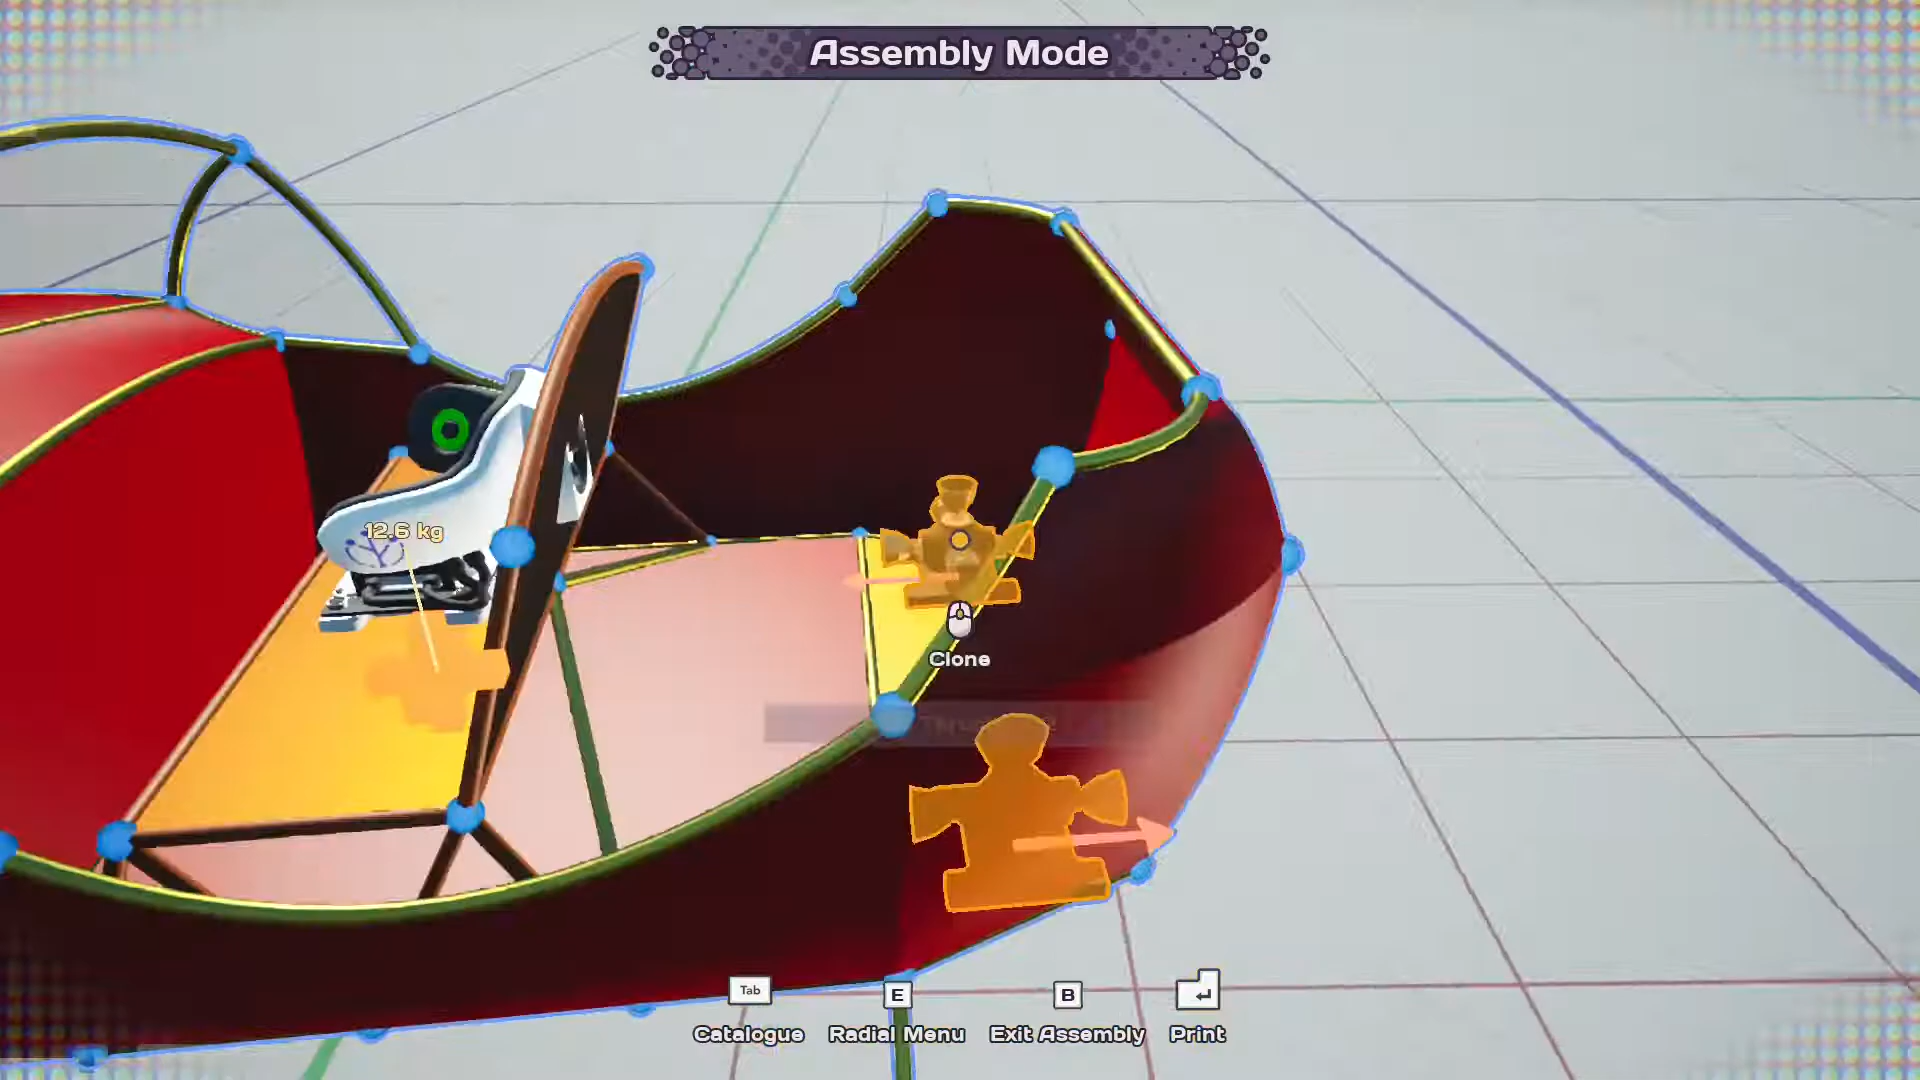 Assembly Mode
12.6 kg
Clone
Tab
E
B
Catalogue
Radial Menu
Exit Assembly
Print